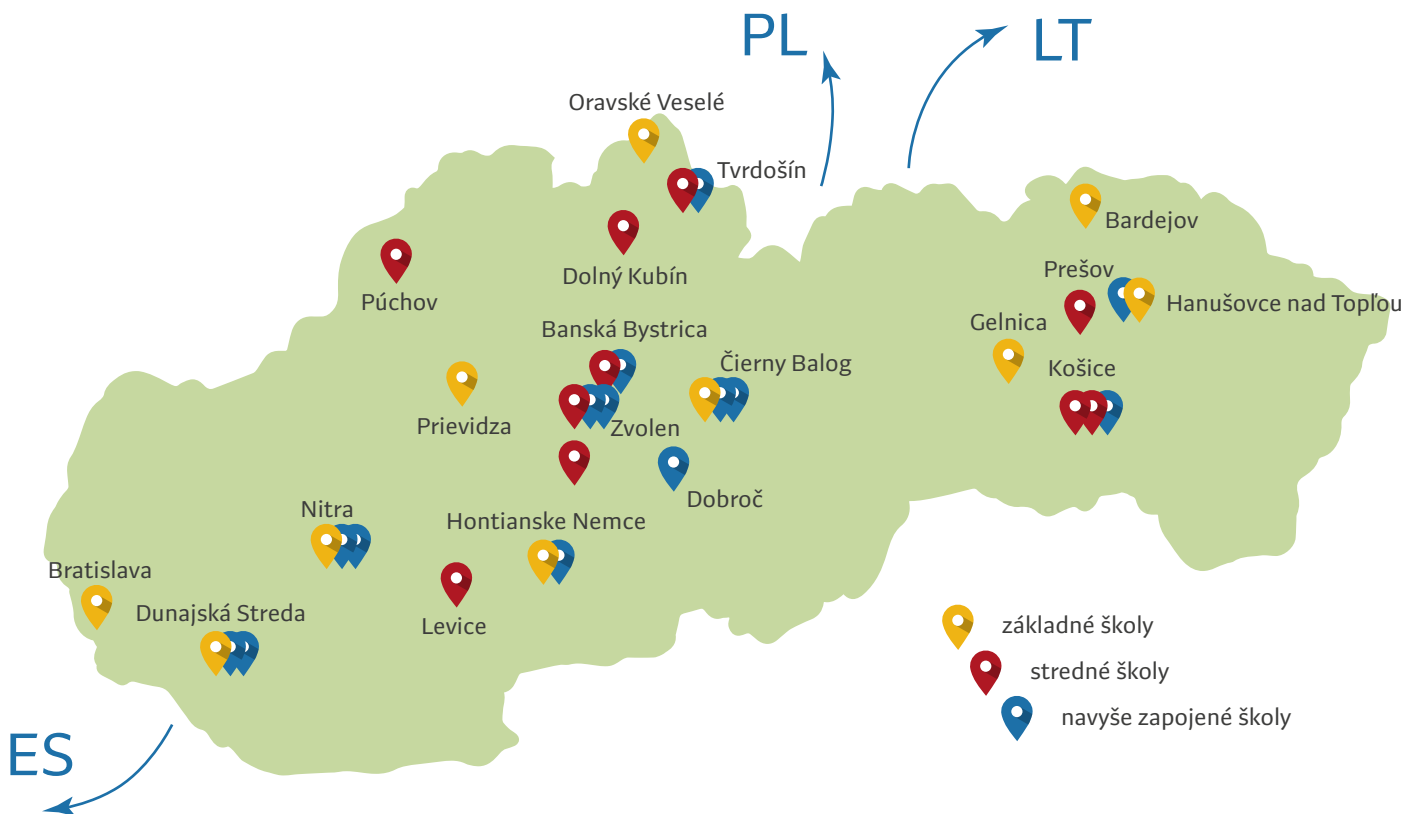 PL
LT
Oravské Veselé
Tvrdošín
Bardejov
Dolný Kubín
Prešov
Púchov
Hanušovce nad Topľou
Gelnica
Banská Bystrica
Čierny Balog
Košice
Prievidza
Zvolen
Dobroč
Nitra
Hontianske Nemce
Bratislava
Dunajská Streda
Levice
základné školy
stredné školy
navyše zapojené školy
ES